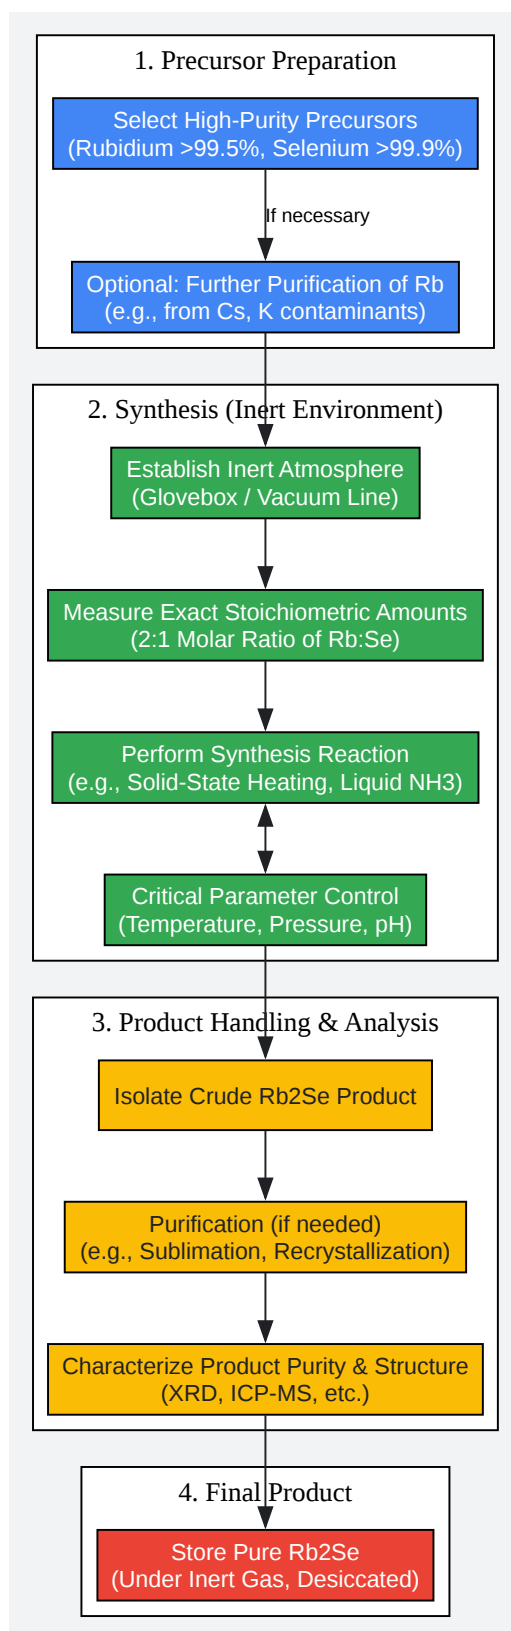 1. Precursor Preparation
Select High-Purity Precursors
(Rubidium >99.5%, Selenium >99.9%)
If necessary
Optional: Further Purification of Rb
(e.g., from Cs, K contaminants)
2. Synthesis (Inert Environment)
Establish Inert Atmosphere
(Glovebox / Vacuum Line)
Measure Exact Stoichiometric Amounts
(2:1 Molar Ratio of Rb:Se)
Perform Synthesis Reaction
(e.g., Solid-State Heating, Liquid NH3)
Critical Parameter Control
(Temperature, Pressure, pH)
3. Product Handling & Analysis
Isolate Crude Rb2Se Product
Purification (if needed)
(e.g., Sublimation, Recrystallization)
Characterize Product Purity & Structure
(XRD, ICP-MS, etc.)
4. Final Product
Store Pure Rb2Se
(Under Inert Gas, Desiccated)